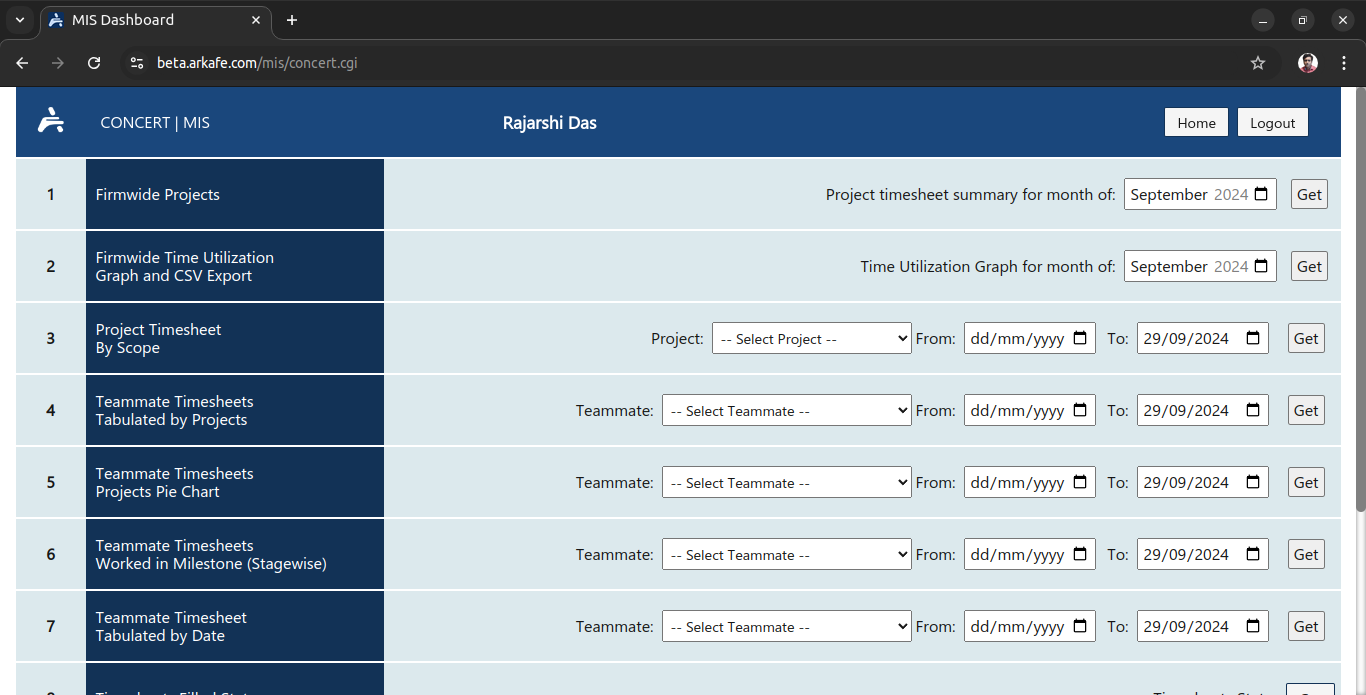 MIS Dashboard
beta.arkafe.com/mis/concert.cgi
CONCERT | MIS
Rajarshi Das
Home
Logout
1
Firmwide Projects
Project timesheet summary for month of:
September 2024
Get
2
Firmwide Time Utilization
Graph and CSV Export
Time Utilization Graph for month of:
September 2024
Get
3
Project Timesheet
By Scope
Project:
-- Select Project --
From:
dd/mm/yyyy
To:
29/09/2024
Get
4
Teammate Timesheets
Tabulated by Projects
Teammate:
-- Select Teammate --
From:
dd/mm/yyyy
To:
29/09/2024
Get
5
Teammate Timesheets
Projects Pie Chart
Teammate:
-- Select Teammate --
From:
dd/mm/yyyy
To:
29/09/2024
Get
6
Teammate Timesheets
Worked in Milestone (Stagewise)
Teammate:
-- Select Teammate --
From:
dd/mm/yyyy
To:
29/09/2024
Get
7
Teammate Timesheet
Tabulated by Date
Teammate:
-- Select Teammate --
From:
dd/mm/yyyy
To:
29/09/2024
Get